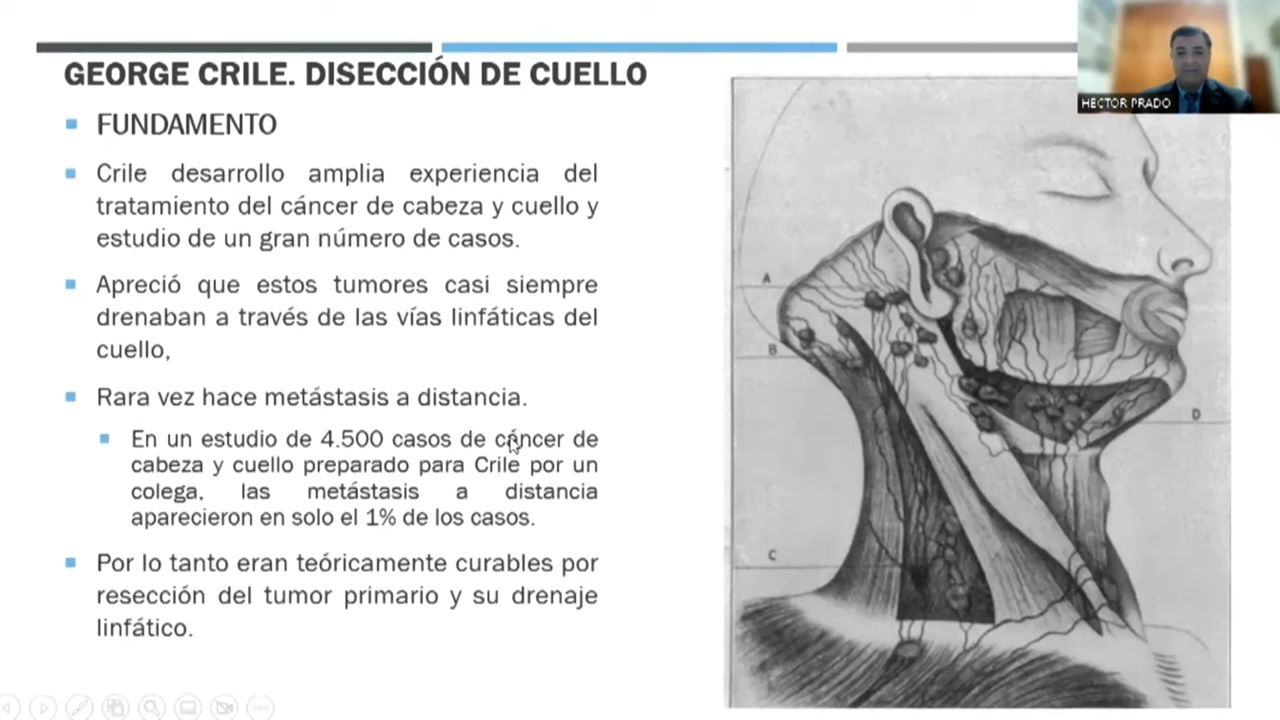 GEORGE CRILE. DISECCIÓN DE CUELLO
HECTOR PRADO
FUNDAMENTO
Crile desarrollo amplia experiencia del
tratamiento del cáncer de cabeza y cuello y
estudio de un gran número de casos.
Apreció que estos tumores casi siempre
drenaban a través de las vías linfáticas del
cuello,
Rara vez hace metástasis a distancia.
En un estudio de 4.500 casos de cáncer de
cabeza y cuello preparado para Crile por un
colega, las metástasis a distancia
aparecieron en solo el 1% de los casos.
Por lo tanto eran teóricamente curables por
resección del tumor primario y su drenaje
linfático.
A
B
D
C